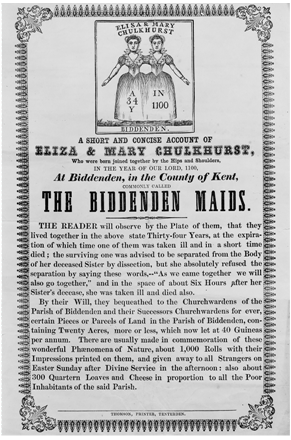 ELIZA & MARY
CHULKHURST
A IN
34 1100
Y
BIDDENDEN.
A SHORT AND CONCISE ACCOUNT OF
ELIZA & MARY CHULKHURST,
Who were born joined together by the Hips and Shoulders,
IN THE YEAR OF OUR LORD, 1100,
At Biddenden, in the County of Kent,
COMMONLY CALLED
THE BIDDENDEN MAIDS.
THE READER will observe by the Plate of them, that they
lived together in the above state Thirty-four Years, at the expira-
tion of which time one of them was taken ill and in a short time
died; the surviving one was advised to be separated from the Body
of her deceased Sister by dissection, but she absolutely refused the
separation by saying these words,--"As we came together we will
also go together," and in the space of about Six Hours after her
Sister's decease, she was taken ill and died also.
By their Will, they bequeathed to the Churchwardens of the
Parish of Biddenden and their Successors Churchwardens for ever,
certain Pieces or Parcels of Land in the Parish of Biddenden, con-
taining Twenty Acres, more or less, which now let at 40 Guineas
per annum. There are usually made in commemoration of these
wonderful Phœnomena of Nature, about 1,000 Rolls with their
Impressions printed on them, and given away to all Strangers on
Easter Sunday after Divine Service in the afternoon: also about
300 Quartern Loaves and Cheese in proportion to all the Poor
Inhabitants of the said Parish.
PRINTER, TENTERDEN.